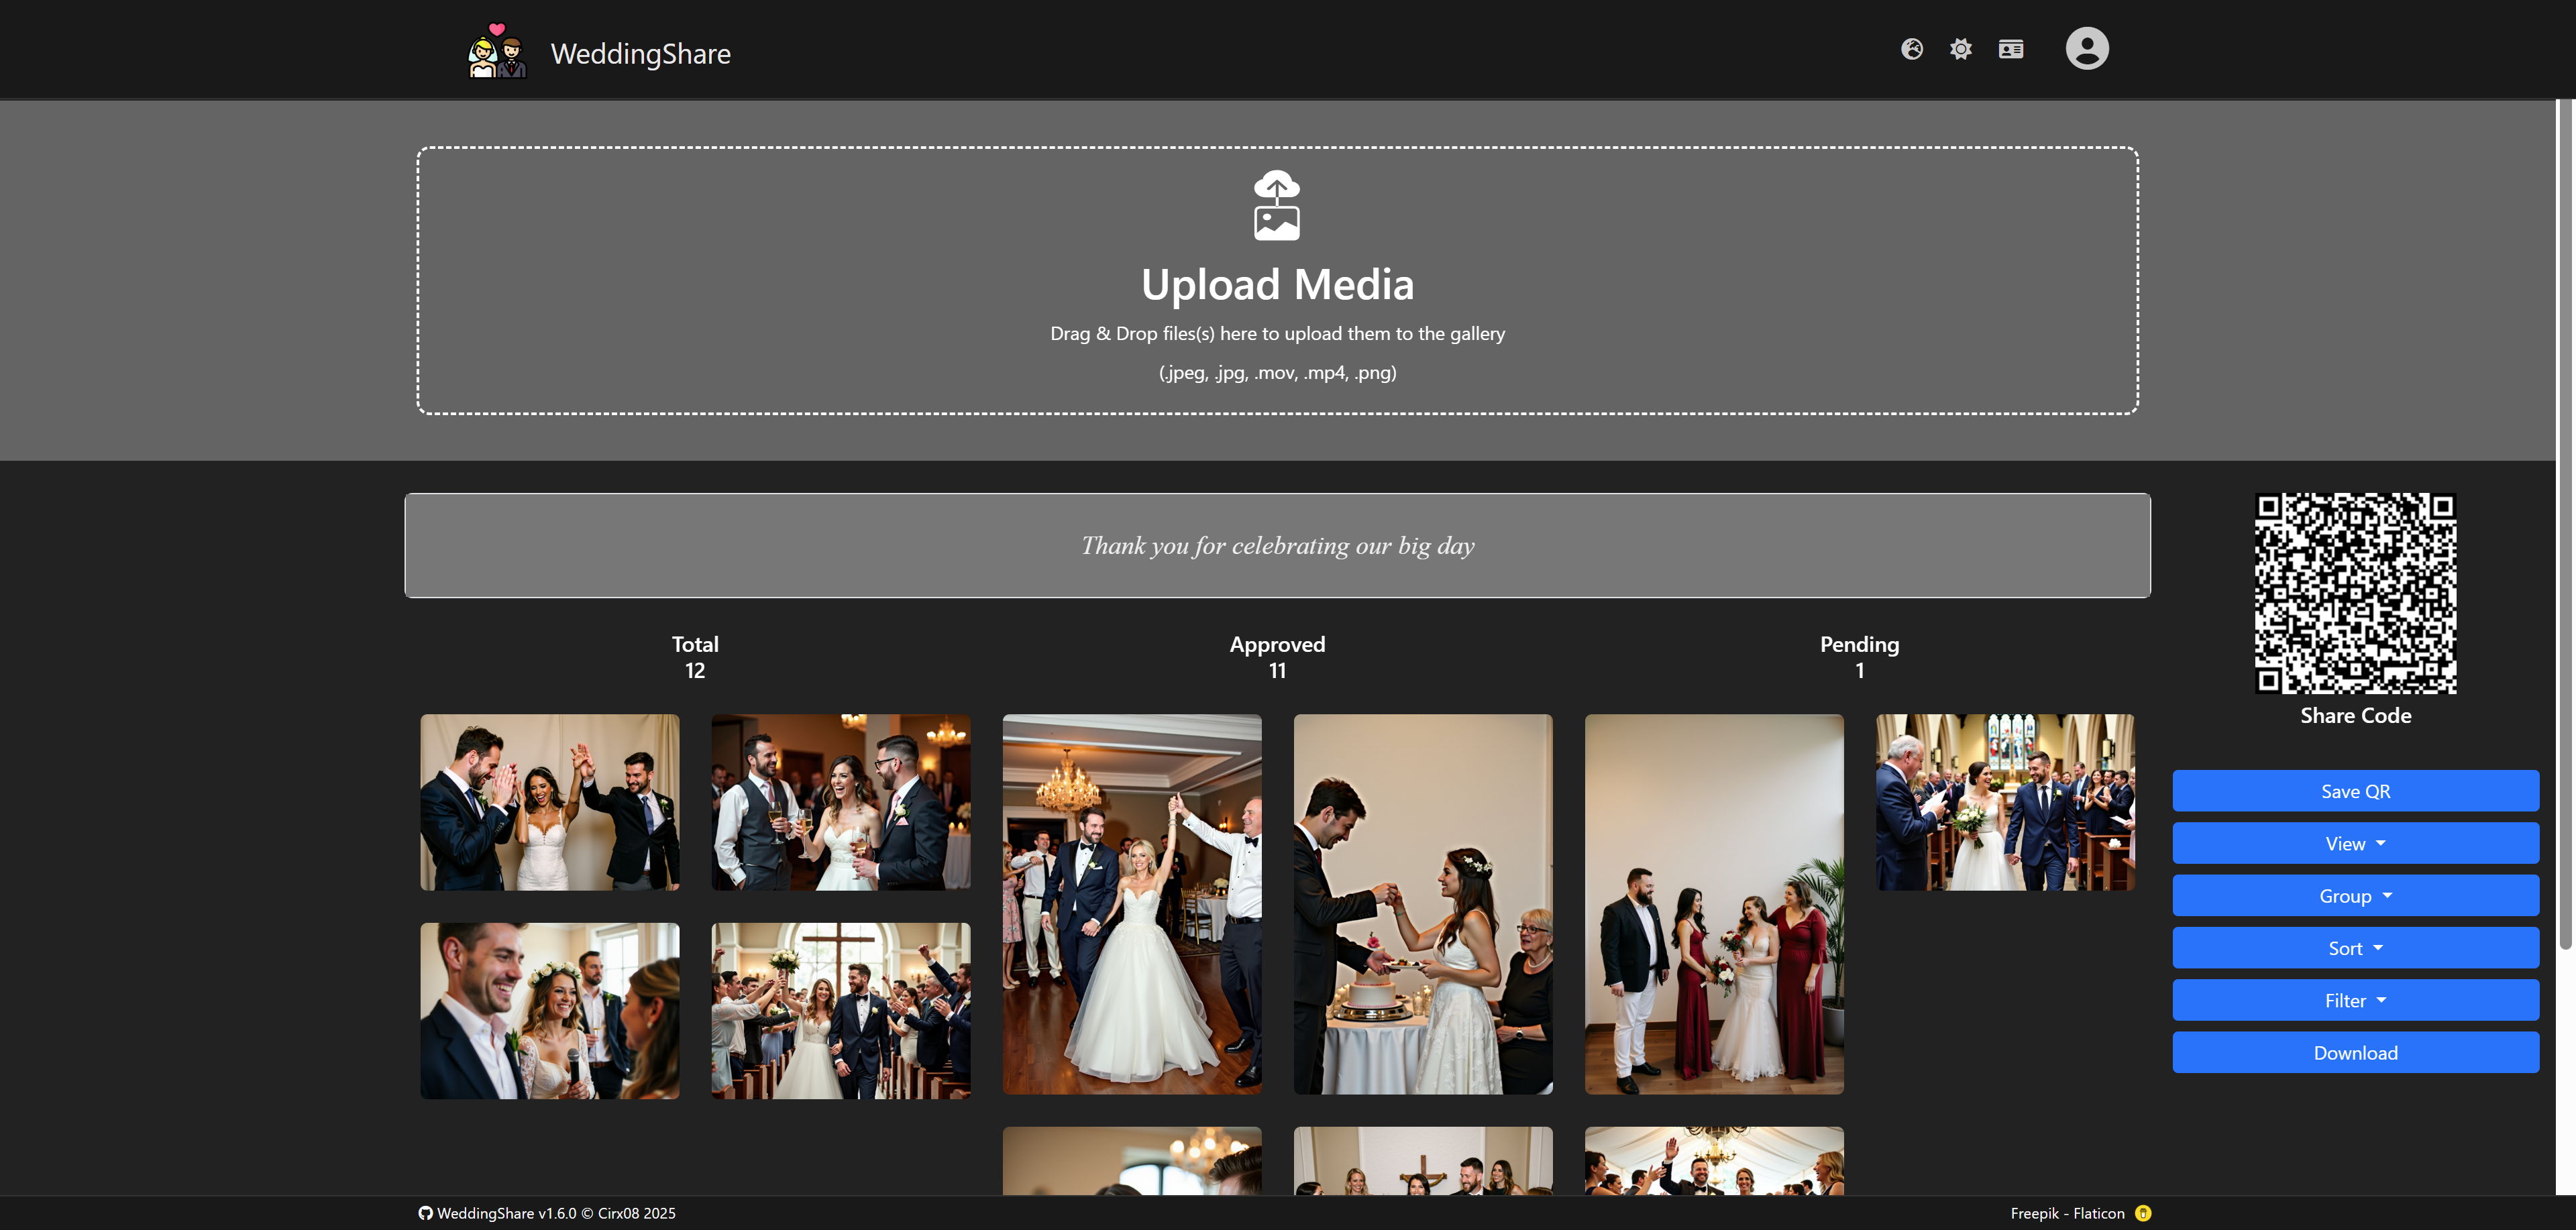 WeddingShare
Upload Media
Drag & Drop files(s) here to upload them to the gallery
(.jpeg, .jpg, .mov, .mp4, .png)
Thank you for celebrating our big day
Total
12
Approved
11
Pending
1
Share Code
Save QR
View
Group
Sort
Filter
Download
WeddingShare v1.6.0 © Cirx08 2025
Freepik - Flaticon